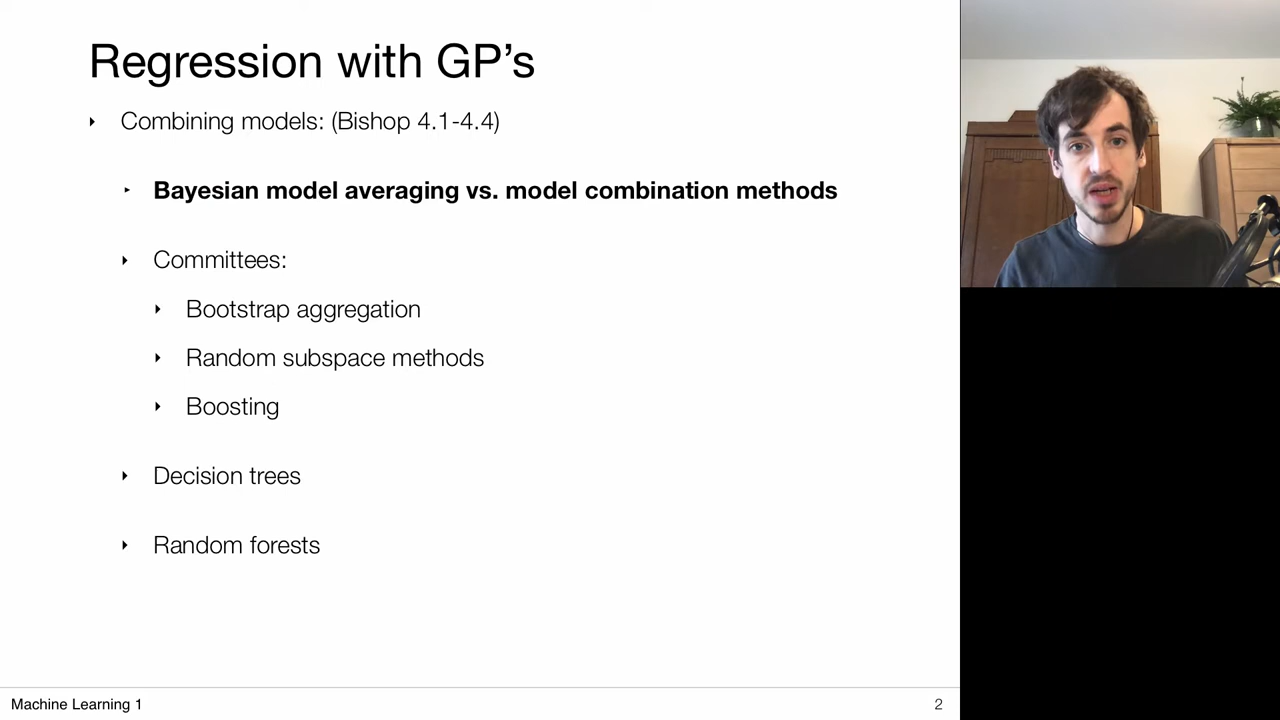 Regression with GP's
Combining models: (Bishop 4.1-4.4)
Bayesian model averaging vs. model combination methods
Committees:
Bootstrap aggregation
Random subspace methods
Boosting
Decision trees
Random forests
Machine Learning 1
2